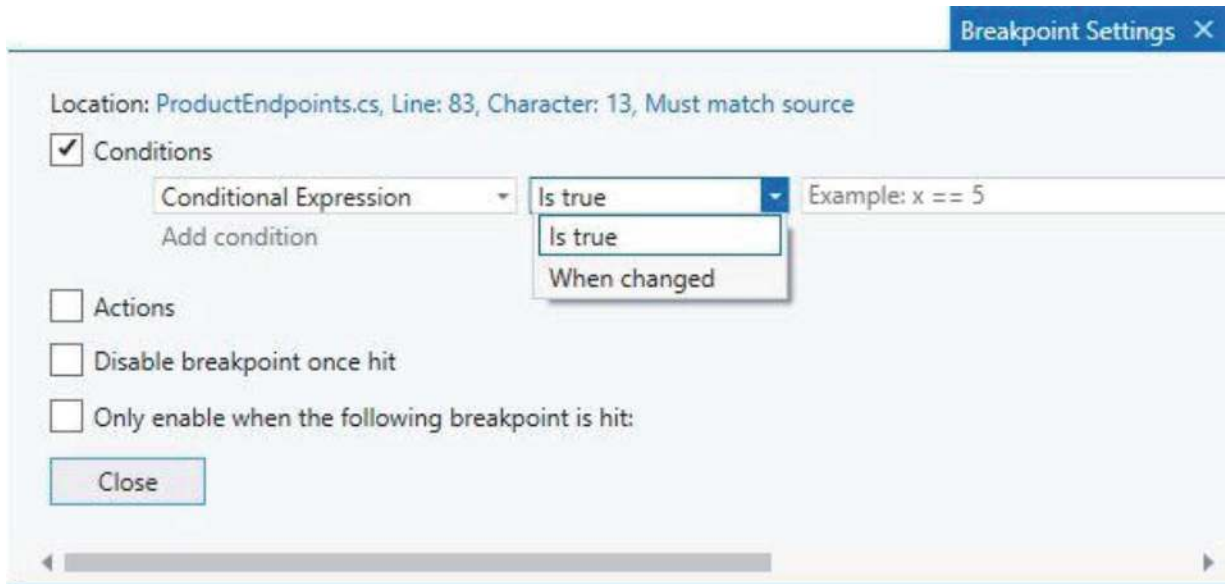 Breakpoint Settings ×
Location: ProductEndpoints.cs, Line: 83, Character: 13, Must match source
Conditions
Conditional Expression Is true Example: x == 5
Add condition Is true
When changed
Actions
Disable breakpoint once hit
Only enable when the following breakpoint is hit:
Close